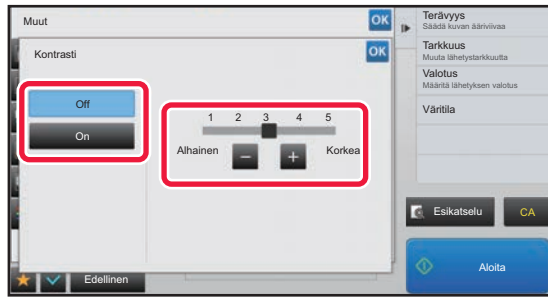 Muut
OK
Kontrasti
OK
Off
On
1 2 3 4 5
Alhainen
Korkea
Edellinen
Terävyys
Säädä kuvan ääriviivaa
Tarkkuus
Muuta lähetystarkkuutta
Valotus
Määritä lähetyksen valotus
Väritila
Esikatselu
CA
Aloita